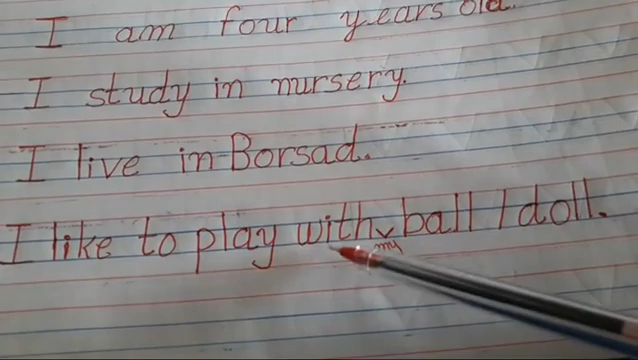 I am four years old.
I study in nursery.
I live in Borsad.
I like to play with my ball / doll.